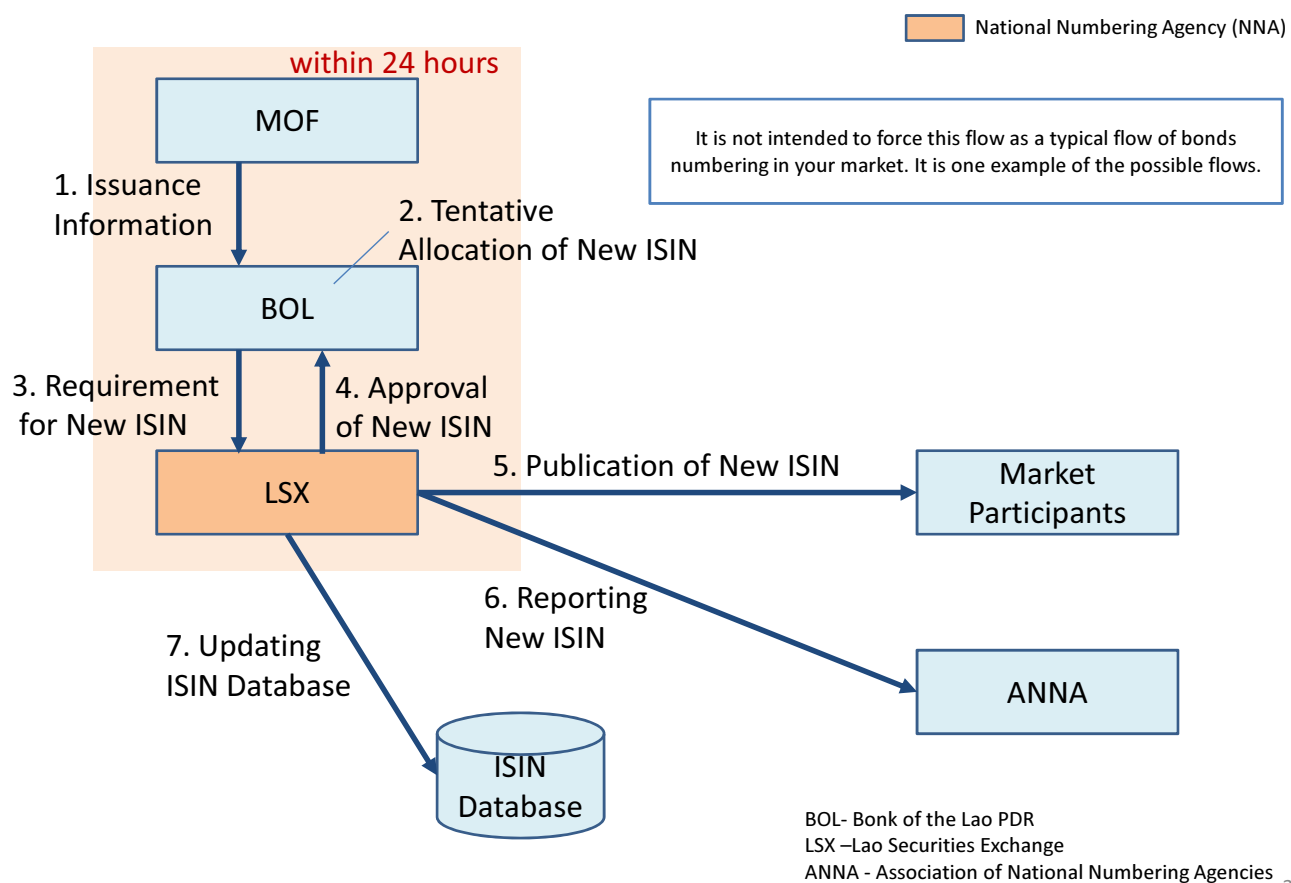 National Numbering Agency (NNA)
within 24 hours
MOF
It is not intended to force this flow as a typical flow of bonds
numbering in your market. It is one example of the possible flows.
1. Issuance
Information
2. Tentative
Allocation of New ISIN
BOL
3. Requirement
for New ISIN
4. Approval
of New ISIN
LSX
5. Publication of New ISIN
Market
Participants
6. Reporting
New ISIN
7. Updating
ISIN Database
ANNA
ISIN
Database
BOL- Bonk of the Lao PDR
LSX –Lao Securities Exchange
ANNA - Association of National Numbering Agencies